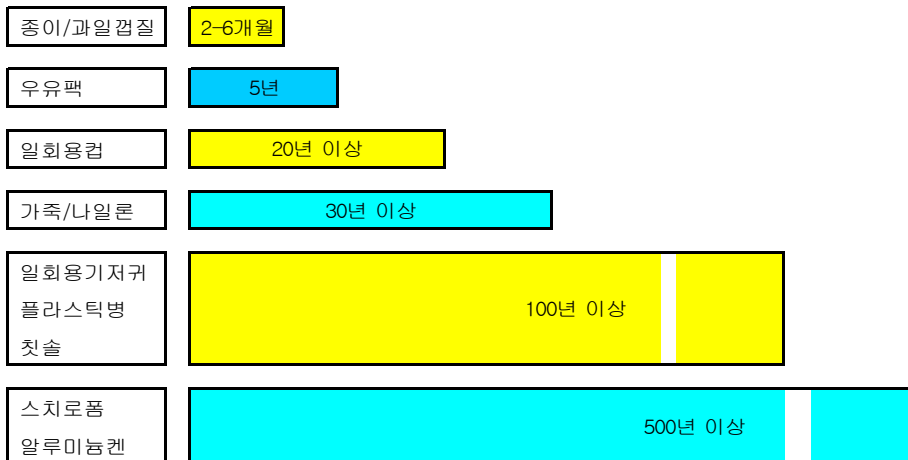 종이/과일껍질 2-6개월
우유팩 5년
일회용컵 20년 이상
가죽/나일론 30년 이상
일회용기저귀
플라스틱병 100년 이상
칫솔
스치로폼
500년 이상
알루미늄켄